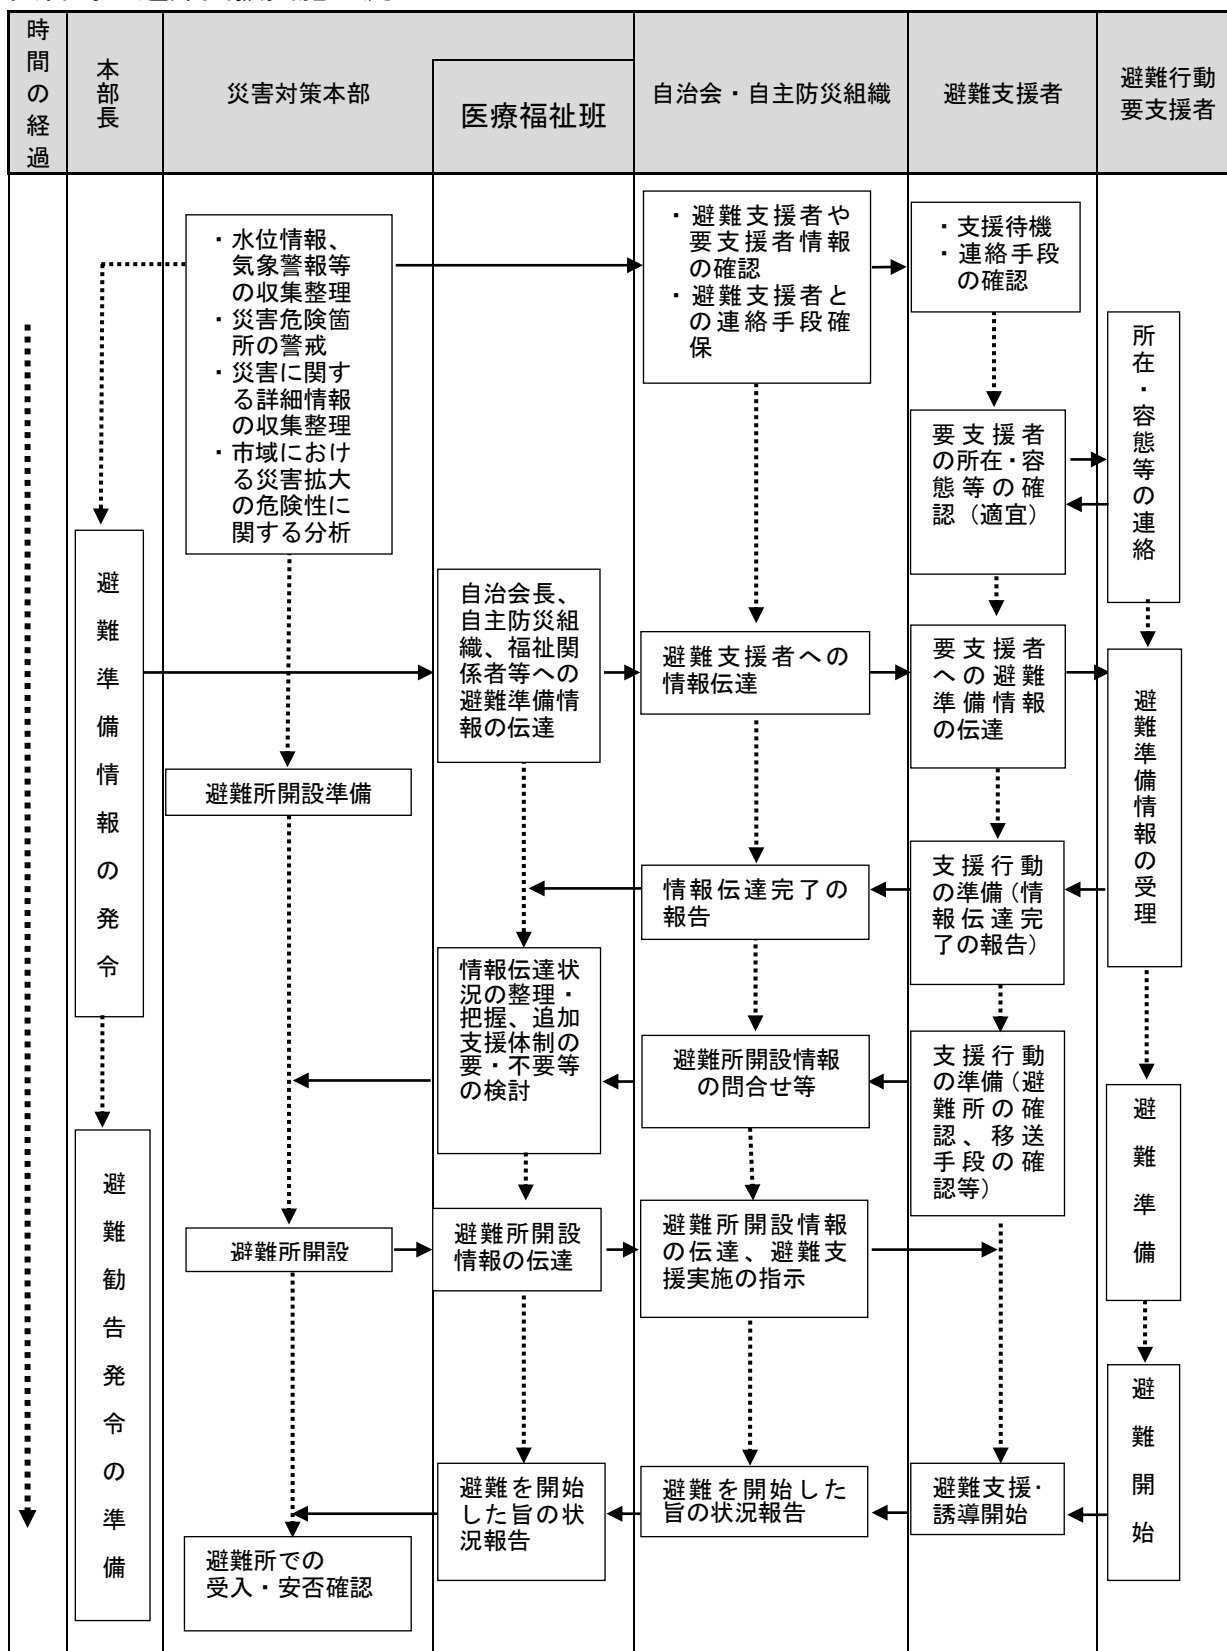 時間の経過
本部長
災害対策本部
医療福祉班
自治会・自主防災組織
避難支援者
避難行動
要支援者
・水位情報、
気象警報等
の収集整理
・災害危険箇
所の警戒
・災害に関す
る詳細情報
の収集整理
・市域におけ
る災害拡大
の危険性に
関する分析
・避難支援者や
要支援者情報
の確認
・避難支援者と
の連絡手段確
保
・支援待機
・連絡手段
の確認
所在・容態等の連絡
要支援者
の所在・容
態等の確
認（適宜）
避難準備情報の発令
自治会長、
自主防災組
織、福祉関
係者等への
避難準備情
報の伝達
避難支援者への
情報伝達
要支援者
への避難
準備情報
の伝達
避難準備情報の受理
避難所開設準備
情報伝達完了の
報告
支援行動
の準備（情
報伝達完
了の報告）
情報伝達状
況の整理・
把握、追加
支援体制の
要・不要等
の検討
避難所開設情報
の問合せ等
支援行動
の準備（避
難所の確
認、移送
手段の確
認等）
避難準備
避難勧告発令の準備
避難所開設
避難所開設
情報の伝達
避難所開設情報
の伝達、避難支
援実施の指示
避難開始
避難を開始
した旨の状
況報告
避難を開始した
旨の状況報告
避難支援・
誘導開始
避難所での
受入・安否確認